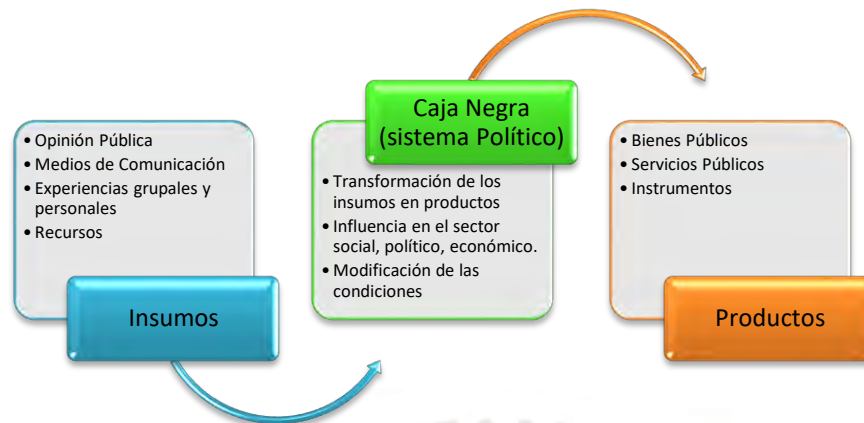 • Opinión Pública
• Medios de Comunicación
• Experiencias grupales y
personales
• Recursos
Insumos
Caja Negra
(sistema Político)
• Transformación de los
insumos en productos
• Influencia en el sector
social, político, económico.
• Modificación de las
condiciones
• Bienes Públicos
• Servicios Públicos
• Instrumentos
Productos